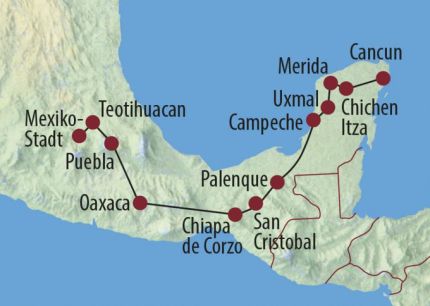 Cancun
Merida
Teotihuacan
Uxmal
Chichen
Itza
Mexiko-
Stadt
Campeche
Puebla
Palenque
Oaxaca
Chiapa
de Corzo
San
Cristobal